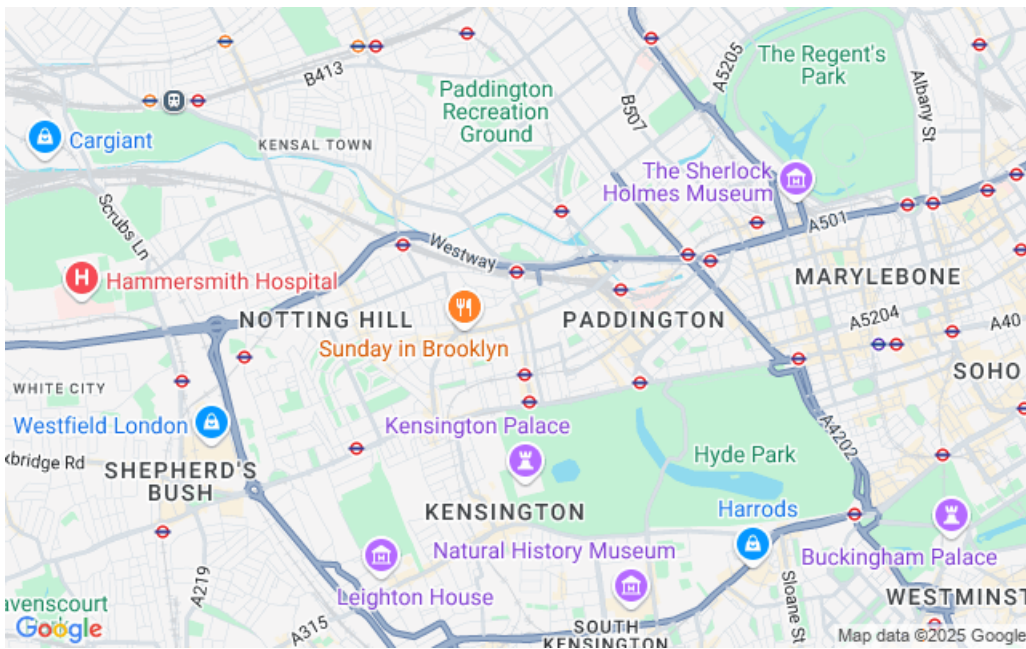 The Regent's
Park
A5205
B413
Albany St
Paddington
Recreation
Ground
B507
Cargiant
KENSAL TOWN
The Sherlock
Holmes Museum
Scrubs Ln
A501
Westway
Hammersmith Hospital
MARYLEBONE
NOTTING HILL
PADDINGTON
A5204
A40
Sunday in Brooklyn
SOHO
WHITE CITY
Westfield London
Kensington Palace
A4202
xbridge Rd
SHEPHERD'S
BUSH
Hyde Park
KENSINGTON
Harrods
Natural History Museum
Buckingham Palace
A219
Leighton House
Sloane St
WESTMINST
avenscourt
Google
A315
SOUTH
KENSINGTON
Map data ©2025 Google